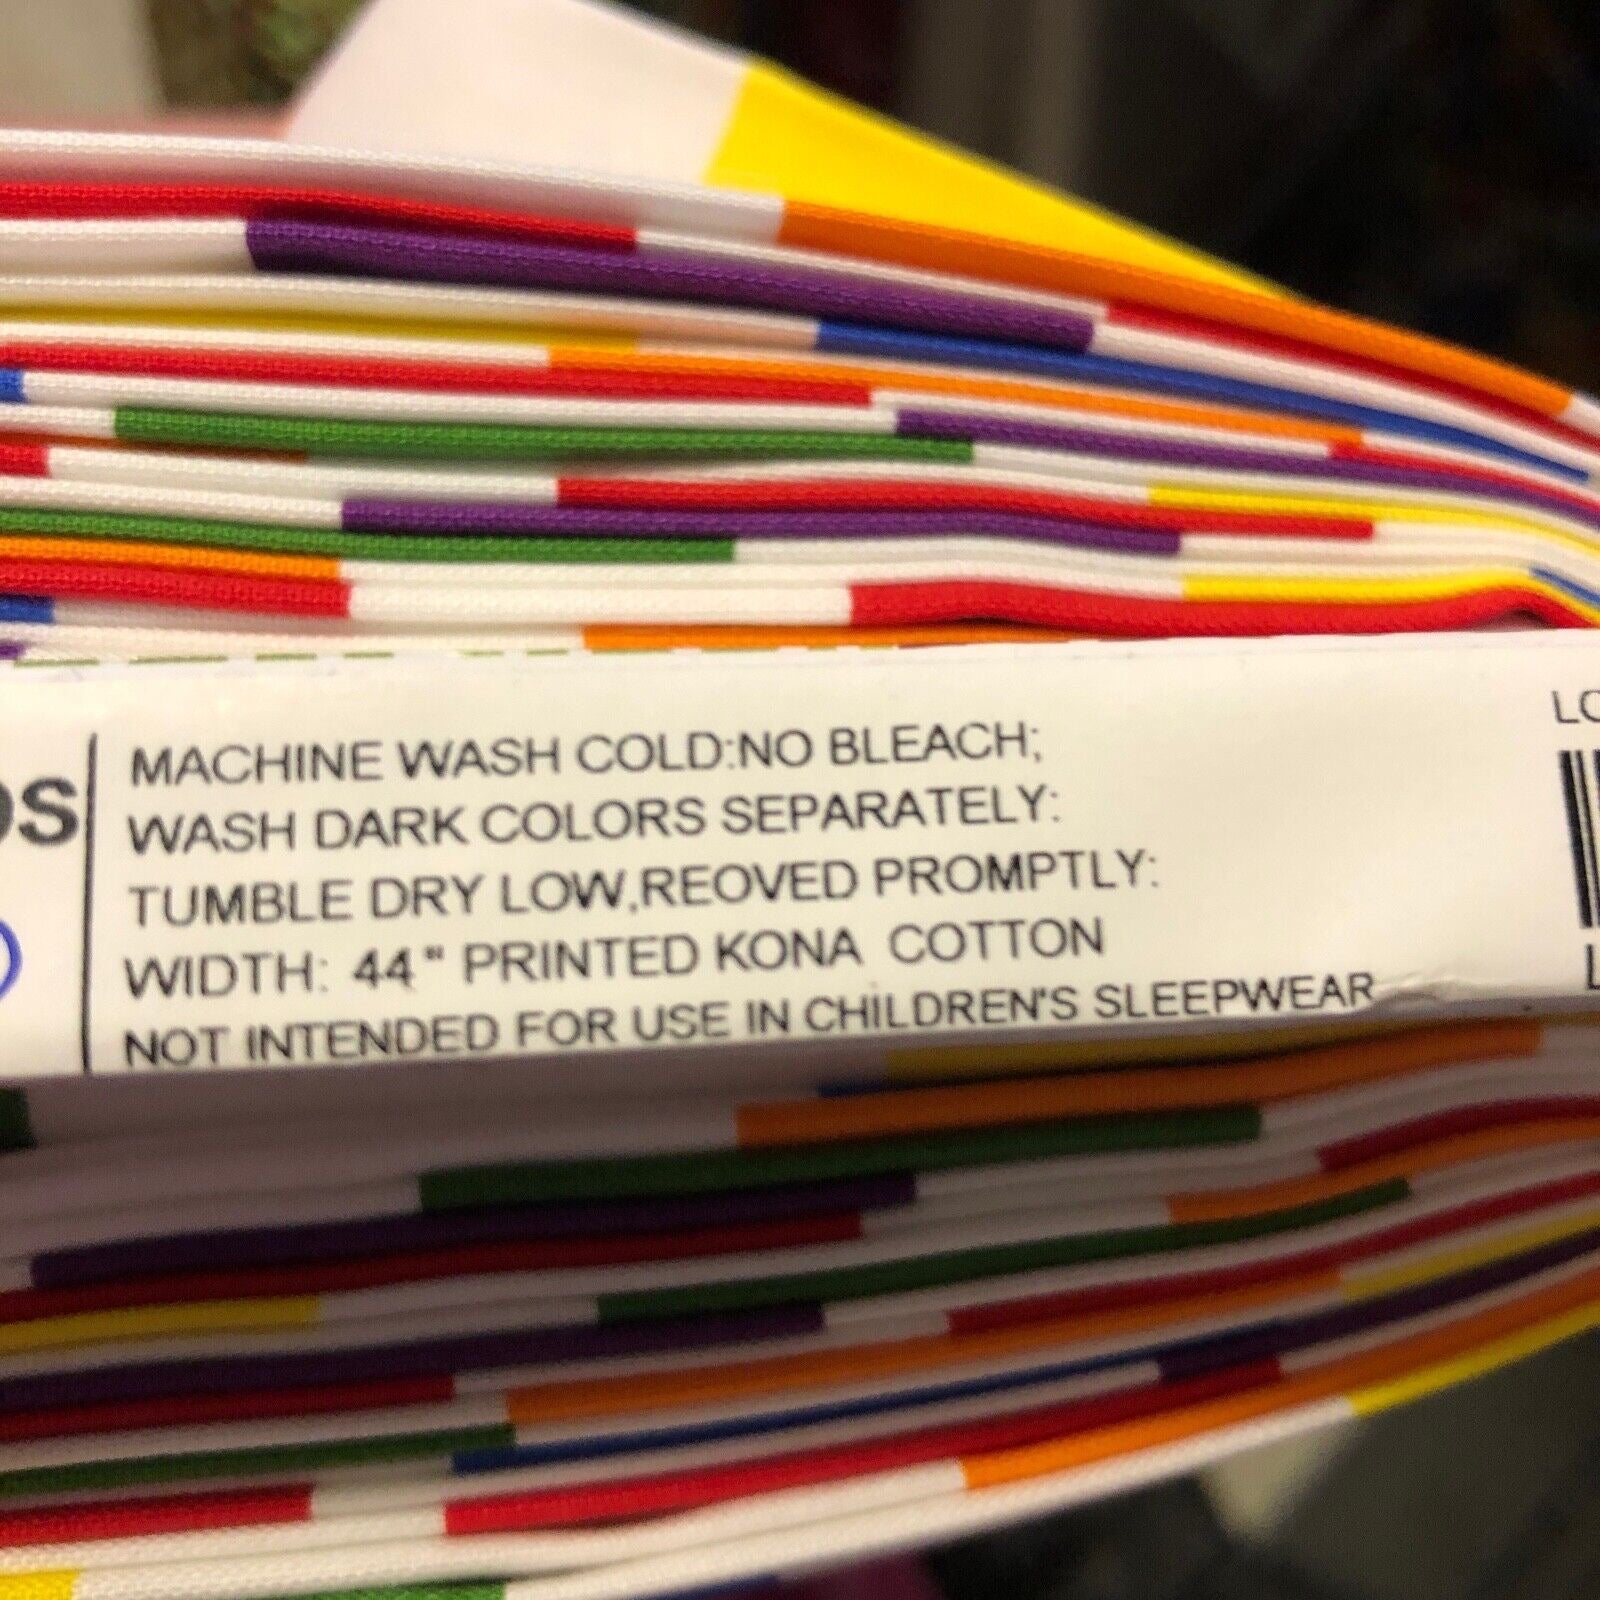 MACHINE WASH COLD:NO BLEACH;
WASH DARK COLORS SEPARATELY:
TUMBLE DRY LOW,REOVED PROMPTLY:
WIDTH: 44" PRINTED KONA COTTON
NOT INTENDED FOR USE IN CHILDREN'S SLEEPWEAR